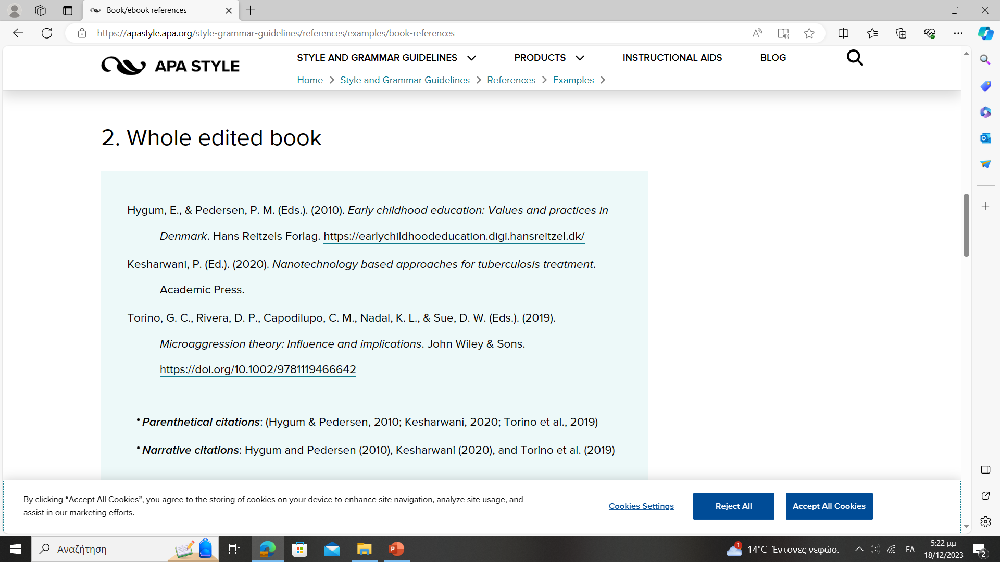 Book/ebook references
https://apastyle.apa.org/style-grammar-guidelines/references/examples/book-references
APA STYLE
STYLE AND GRAMMAR GUIDELINES PRODUCTS INSTRUCTIONAL AIDS BLOG
Home > Style and Grammar Guidelines > References > Examples >
2. Whole edited book
Hygum, E., & Pedersen, P. M. (Eds.). (2010). Early childhood education: Values and practices in
Denmark. Hans Reitzels Forlag. https://earlychildhoodeducation.digi.hansreitzel.dk/
Kesharwani, P. (Ed.). (2020). Nanotechnology based approaches for tuberculosis treatment.
Academic Press.
Torino, G. C., Rivera, D. P., Capodilupo, C. M., Nadal, K. L., & Sue, D. W. (Eds.). (2019).
Microaggression theory: Influence and implications. John Wiley & Sons.
https://doi.org/10.1002/9781119466642
• Parenthetical citations: (Hygum & Pedersen, 2010; Kesharwani, 2020; Torino et al., 2019)
• Narrative citations: Hygum and Pedersen (2010), Kesharwani (2020), and Torino et al. (2019)
By clicking “Accept All Cookies”, you agree to the storing of cookies on your device to enhance site navigation, analyze site usage, and
assist in our marketing efforts.
Cookies Settings
Reject All
Accept All Cookies
Αναζήτηση
1
14°C Έντονες νεφώσ.
ΕΛ
5:22 μμ
18/12/2023
2